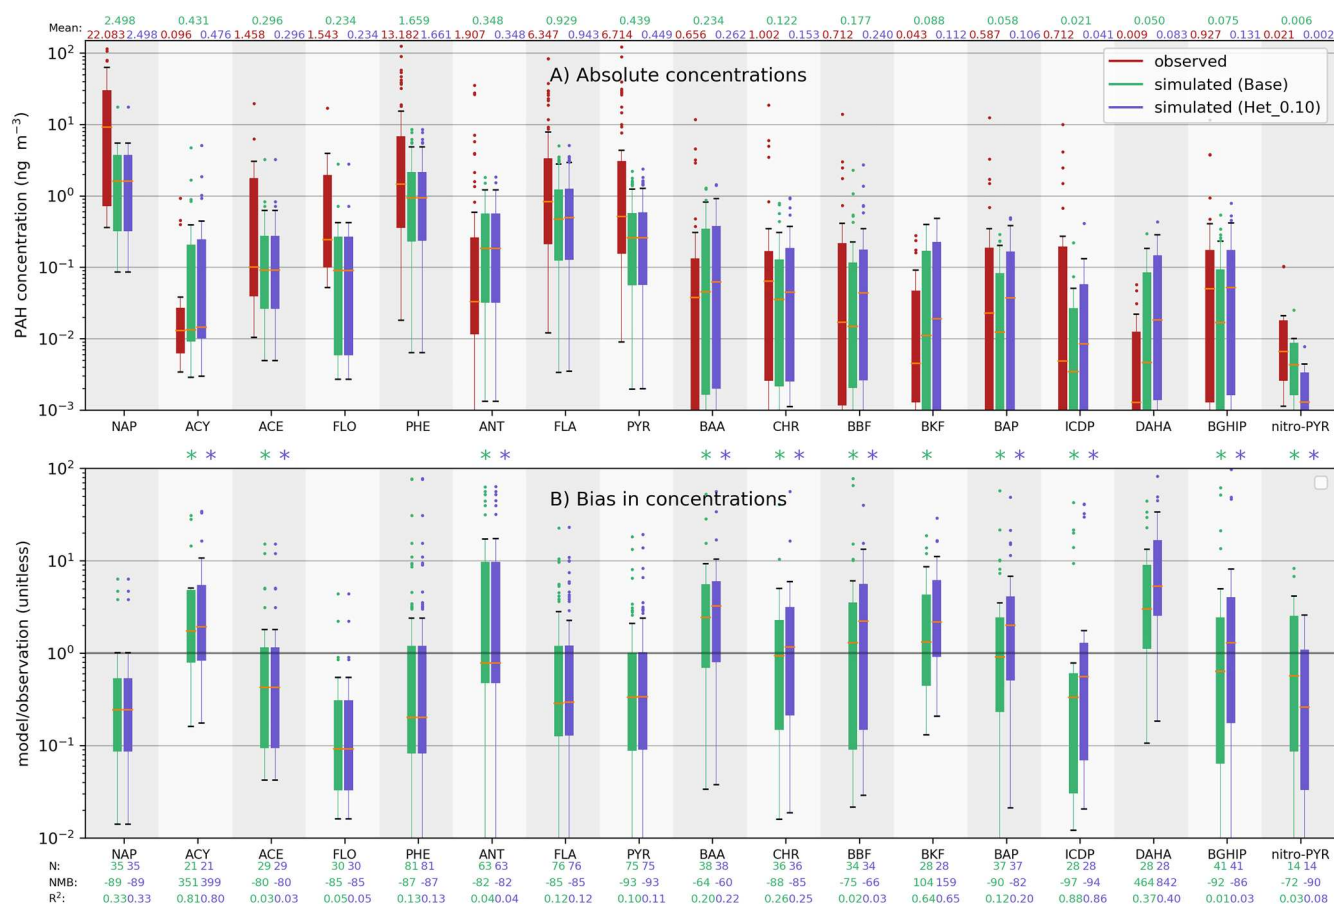 2.498 0.431 0.296 0.234 1.659 0.348 0.929 0.439 0.234 0.122 0.177 0.088 0.058 0.021 0.050 0.075 0.006
Mean: 22.083 2.498 0.096 0.476 1.458 0.296 1.543 0.234 13.182 1.661 1.907 0.348 6.347 0.943 6.714 0.449 0.656 0.262 1.002 0.153 0.712 0.240 0.043 0.112 0.587 0.106 0.712 0.041 0.009 0.083 0.927 0.131 0.021 0.002
A) Absolute concentrations
observed
simulated (Base)
simulated (Het_0.10)
PAH concentration (ng m⁻³)
10²
10¹
10⁰
10⁻¹
10⁻²
10⁻³
NAP ACY ACE FLO PHE ANT FLA PYR BAA CHR BBF BKF BAP ICDP DAHA BGHIP nitro-PYR
* * * * * * * * * * * * * * * * * * * * *
B) Bias in concentrations
model/observation (unitless)
10²
10¹
10⁰
10⁻¹
10⁻²
NAP ACY ACE FLO PHE ANT FLA PYR BAA CHR BBF BKF BAP ICDP DAHA BGHIP nitro-PYR
N: 35 35 21 21 29 29 30 30 81 81 63 63 76 76 75 75 38 38 36 36 34 34 28 28 37 37 28 28 28 28 41 41 14 14
NMB: -89 -89 351 399 -80 -80 -85 -85 -87 -87 -82 -82 -85 -85 -93 -93 -64 -60 -88 -85 -75 -66 104 159 -90 -82 -97 -94 464 842 -92 -86 -72 -90
R²: 0.33 0.33 0.81 0.80 0.03 0.03 0.05 0.05 0.13 0.13 0.04 0.04 0.12 0.12 0.10 0.11 0.20 0.22 0.26 0.25 0.02 0.03 0.64 0.65 0.12 0.20 0.88 0.86 0.37 0.40 0.01 0.03 0.03 0.08